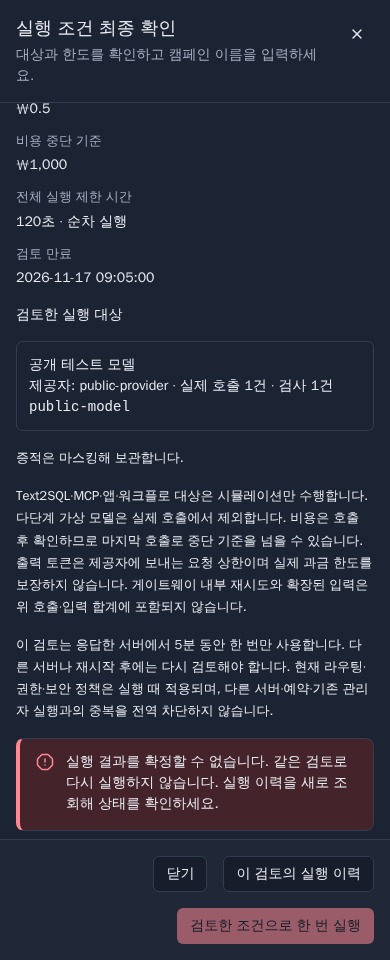 실행 조건 최종 확인
대상과 한도를 확인하고 캠페인 이름을 입력하세
요.
₩0.5
비용 중단 기준
₩1,000
전체 실행 제한 시간
120초 · 순차 실행
검토 만료
2026-11-17 09:05:00
검토한 실행 대상
공개 테스트 모델
제공자: public-provider · 실제 호출 1건 · 검사 1건
public-model
증적은 마스킹해 보관합니다.
Text2SQL·MCP·앱·워크플로 대상은 시뮬레이션만 수행합니다.
다단계 가상 모델은 실제 호출에서 제외합니다. 비용은 호출
후 확인하므로 마지막 호출로 중단 기준을 넘을 수 있습니다.
출력 토큰은 제공자에 보내는 요청 상한이며 실제 과금 한도를
보장하지 않습니다. 게이트웨이 내부 재시도와 확장된 입력은
위 호출·입력 합계에 포함되지 않습니다.
이 검토는 응답한 서버에서 5분 동안 한 번만 사용합니다. 다
른 서버나 재시작 후에는 다시 검토해야 합니다. 현재 라우팅·
권한·보안 정책은 실행 때 적용되며, 다른 서버·예약·기존 관리
자 실행과의 중복을 전역 차단하지 않습니다.
실행 결과를 확정할 수 없습니다. 같은 검토로
다시 실행하지 않습니다. 실행 이력을 새로 조
회해 상태를 확인하세요.
닫기
이 검토의 실행 이력
검토한 조건으로 한 번 실행